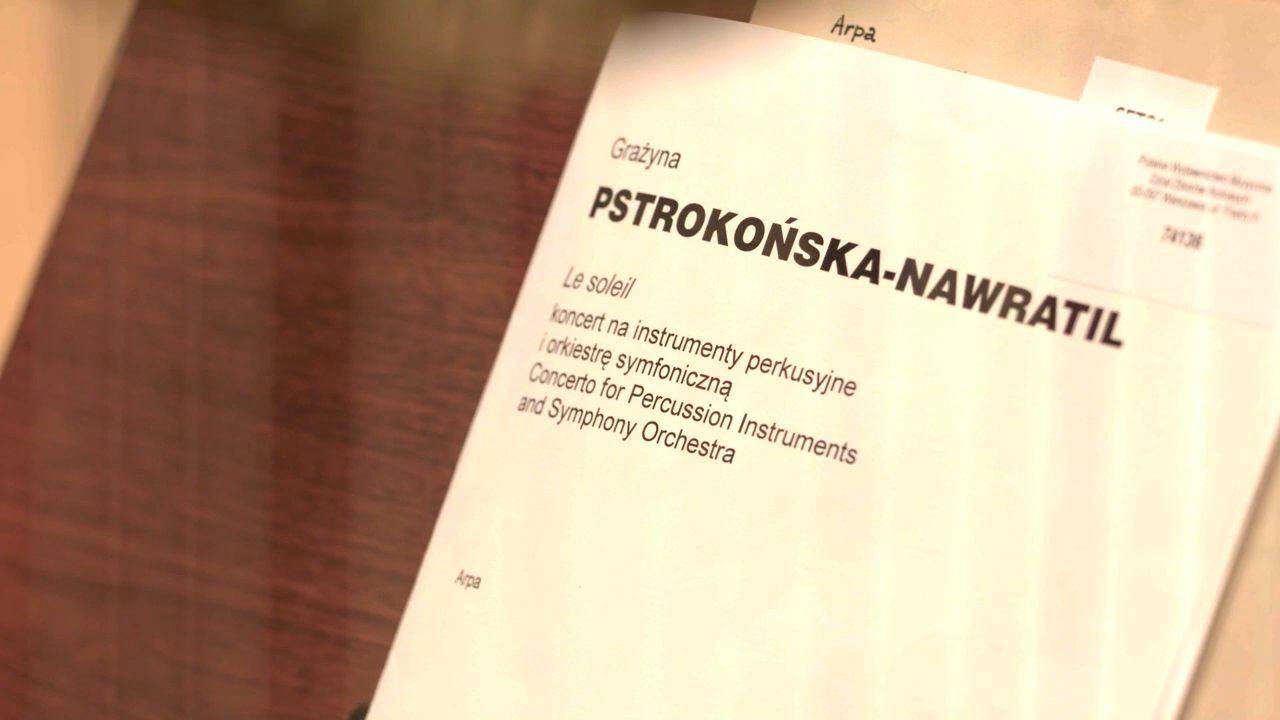 Arpa
Grażyna
PSTROKOŃSKA-NAWRATIL
74136
Le soleil
koncert na instrumenty perkusyjne
i orkiestrę symfoniczną
Concerto for Percussion Instruments
and Symphony Orchestra
Arpa